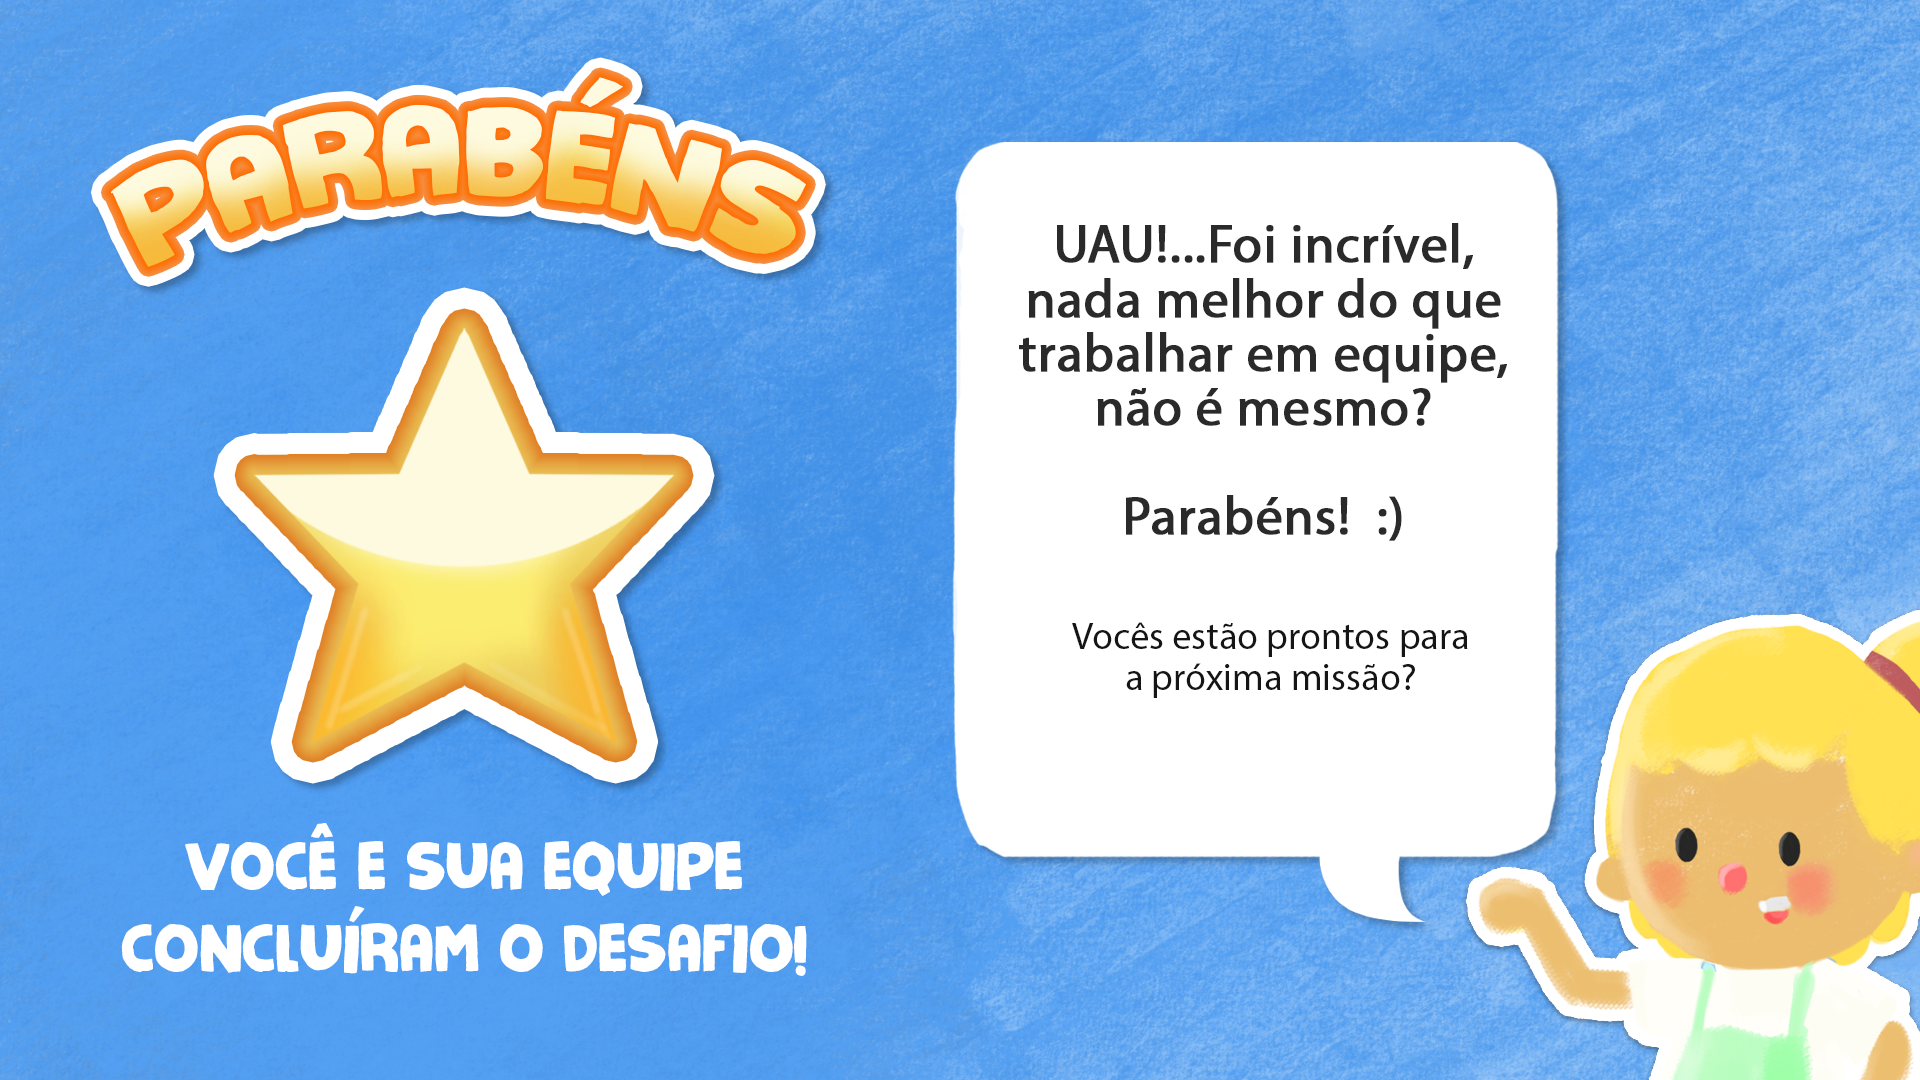 PARABÉNS
VOCÊ E SUA EQUIPE
CONCLUÍRAM O DESAFIO!
UAU!...Foi incrível,
nada melhor do que
trabalhar em equipe,
não é mesmo?
Parabéns!  :)
Vocês estão prontos para
a próxima missão?